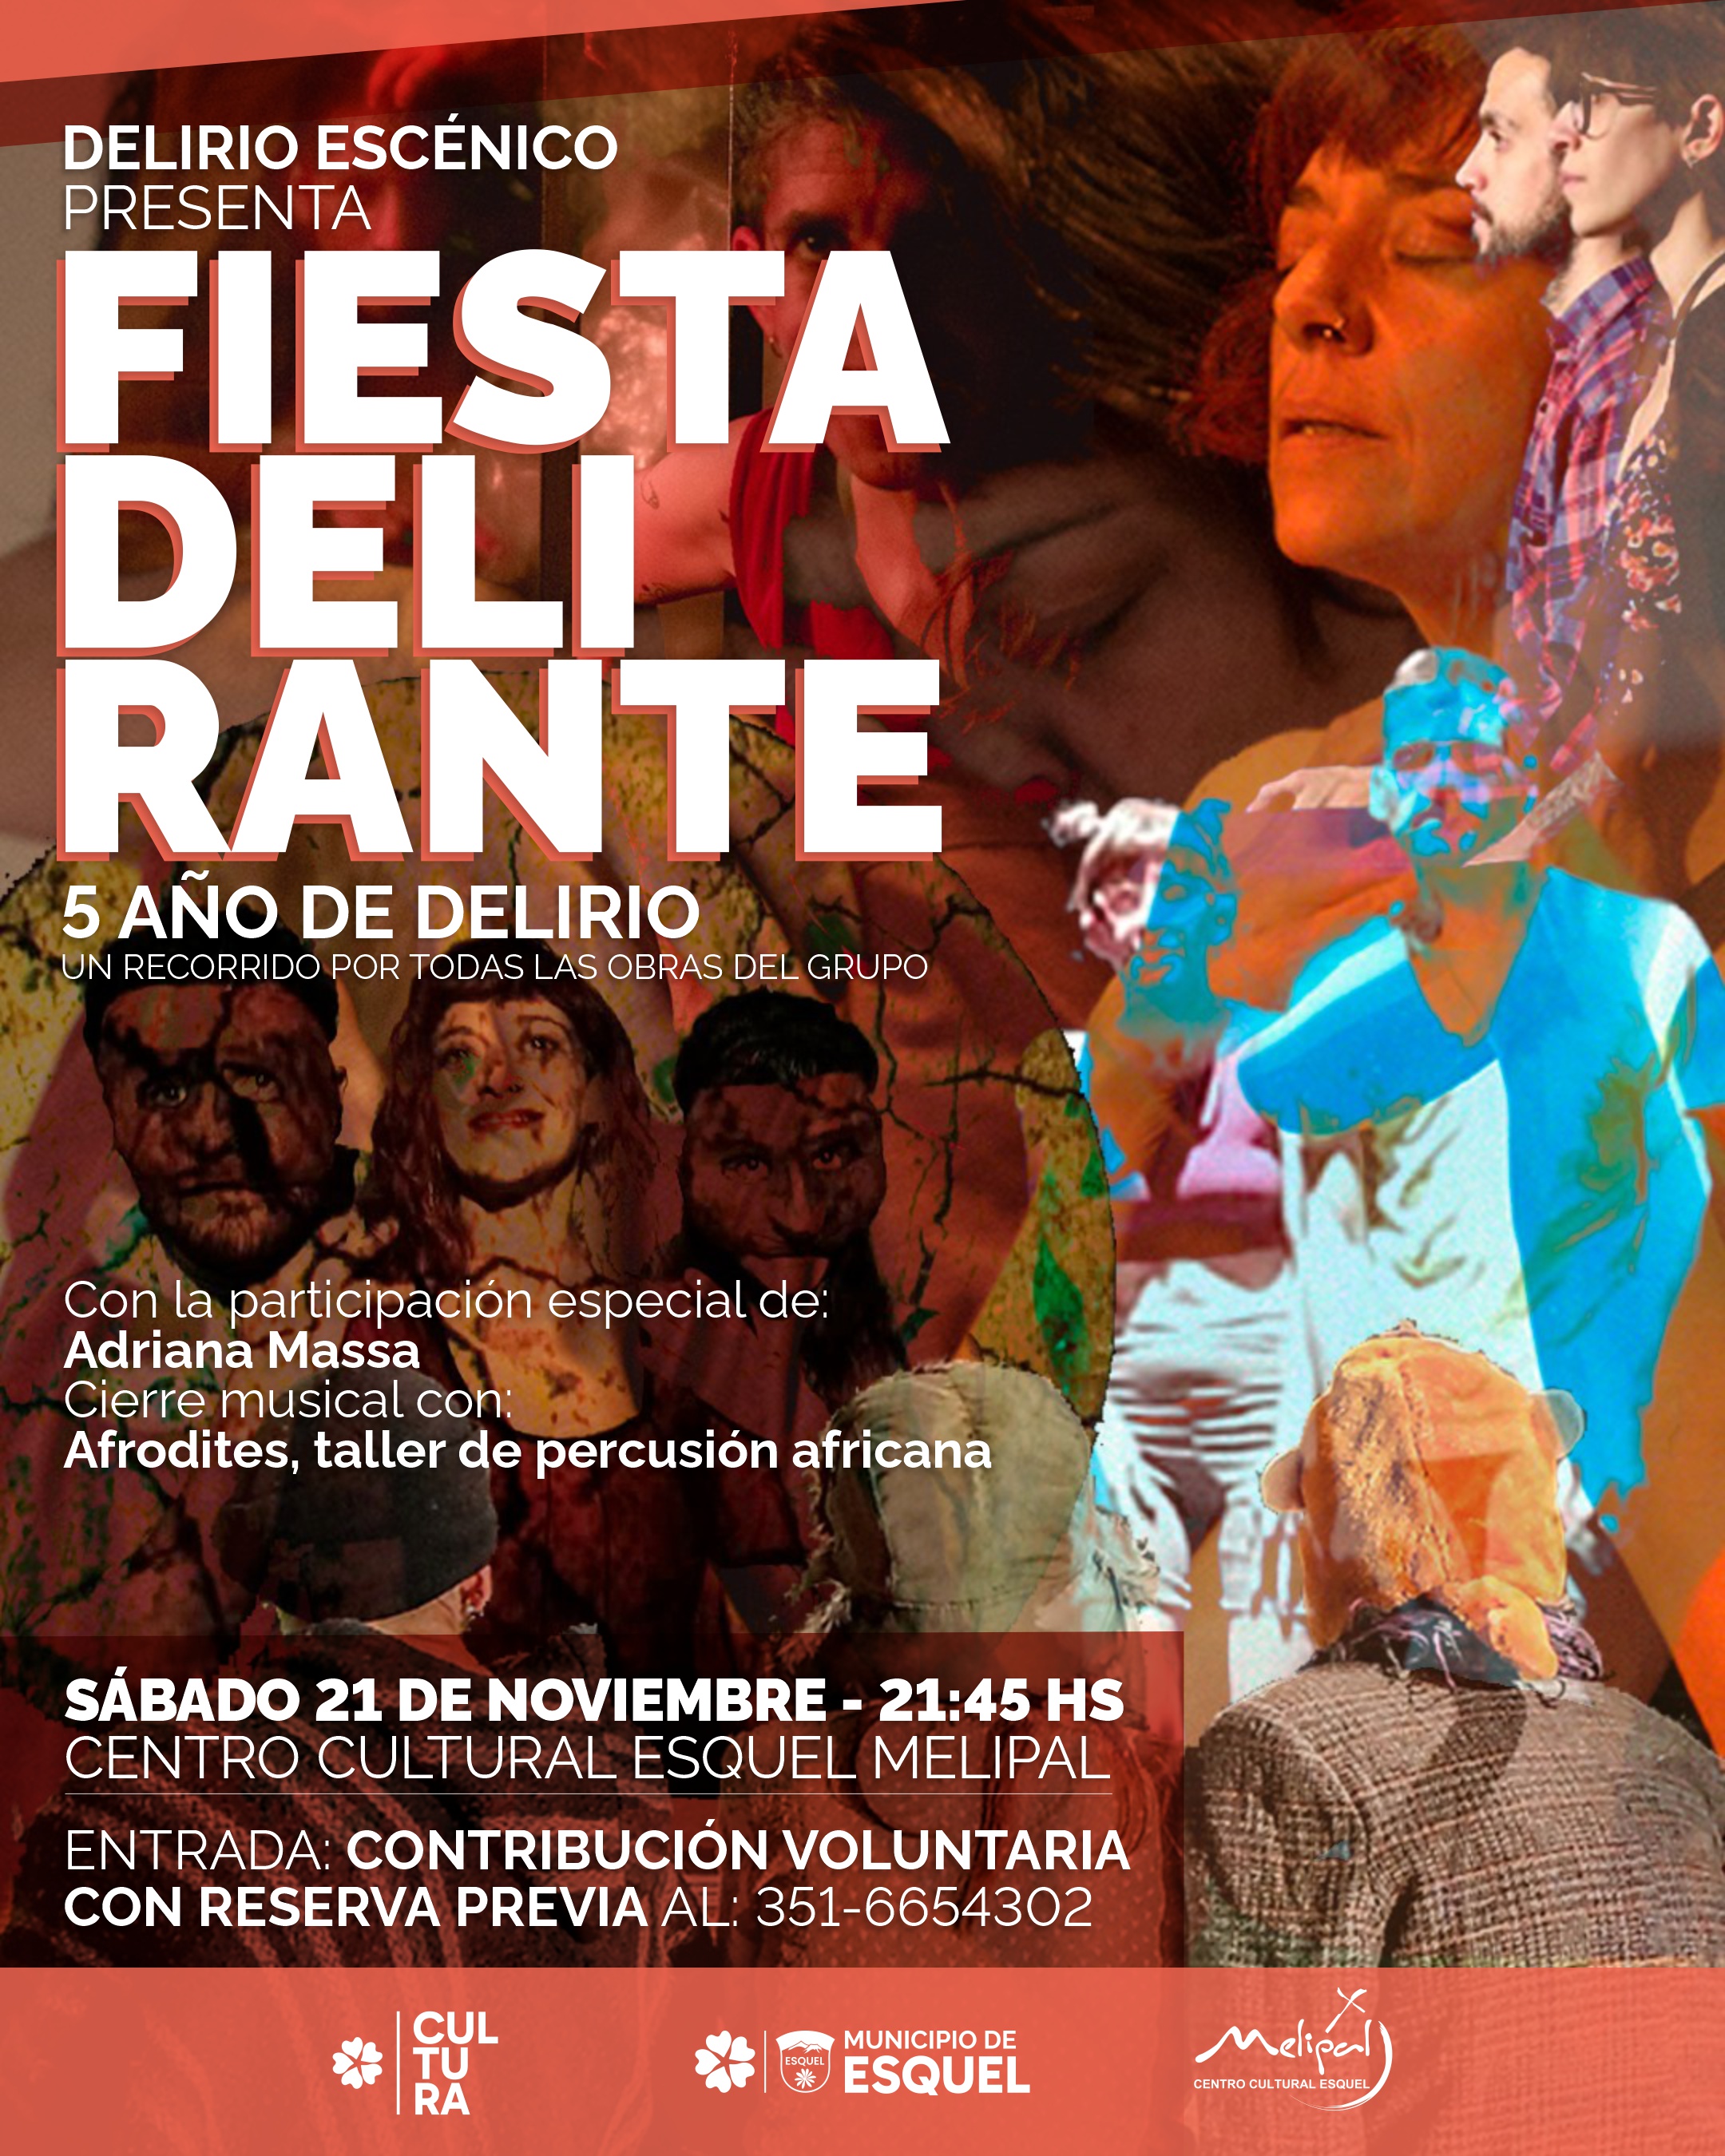 DELIRIO ESCÉNICO
PRESENTA
FIESTA
DELI
RANTE
5 AÑO DE DELIRIO
UN RECORRIDO POR TODAS LAS OBRAS DEL GRUPO
Con la participación especial de:
Adriana Massa
Cierre musical con:
Afrodites, taller de percusión africana
SÁBADO 21 DE NOVIEMBRE - 21:45 HS
CENTRO CULTURAL ESQUEL MELIPAL
ENTRADA: CONTRIBUCIÓN VOLUNTARIA
CON RESERVA PREVIA AL: 351-6654302
CUL
TU
RA
ESQUEL
MUNICIPIO DE
ESQUEL
Melipal
CENTRO CULTURAL ESQUEL